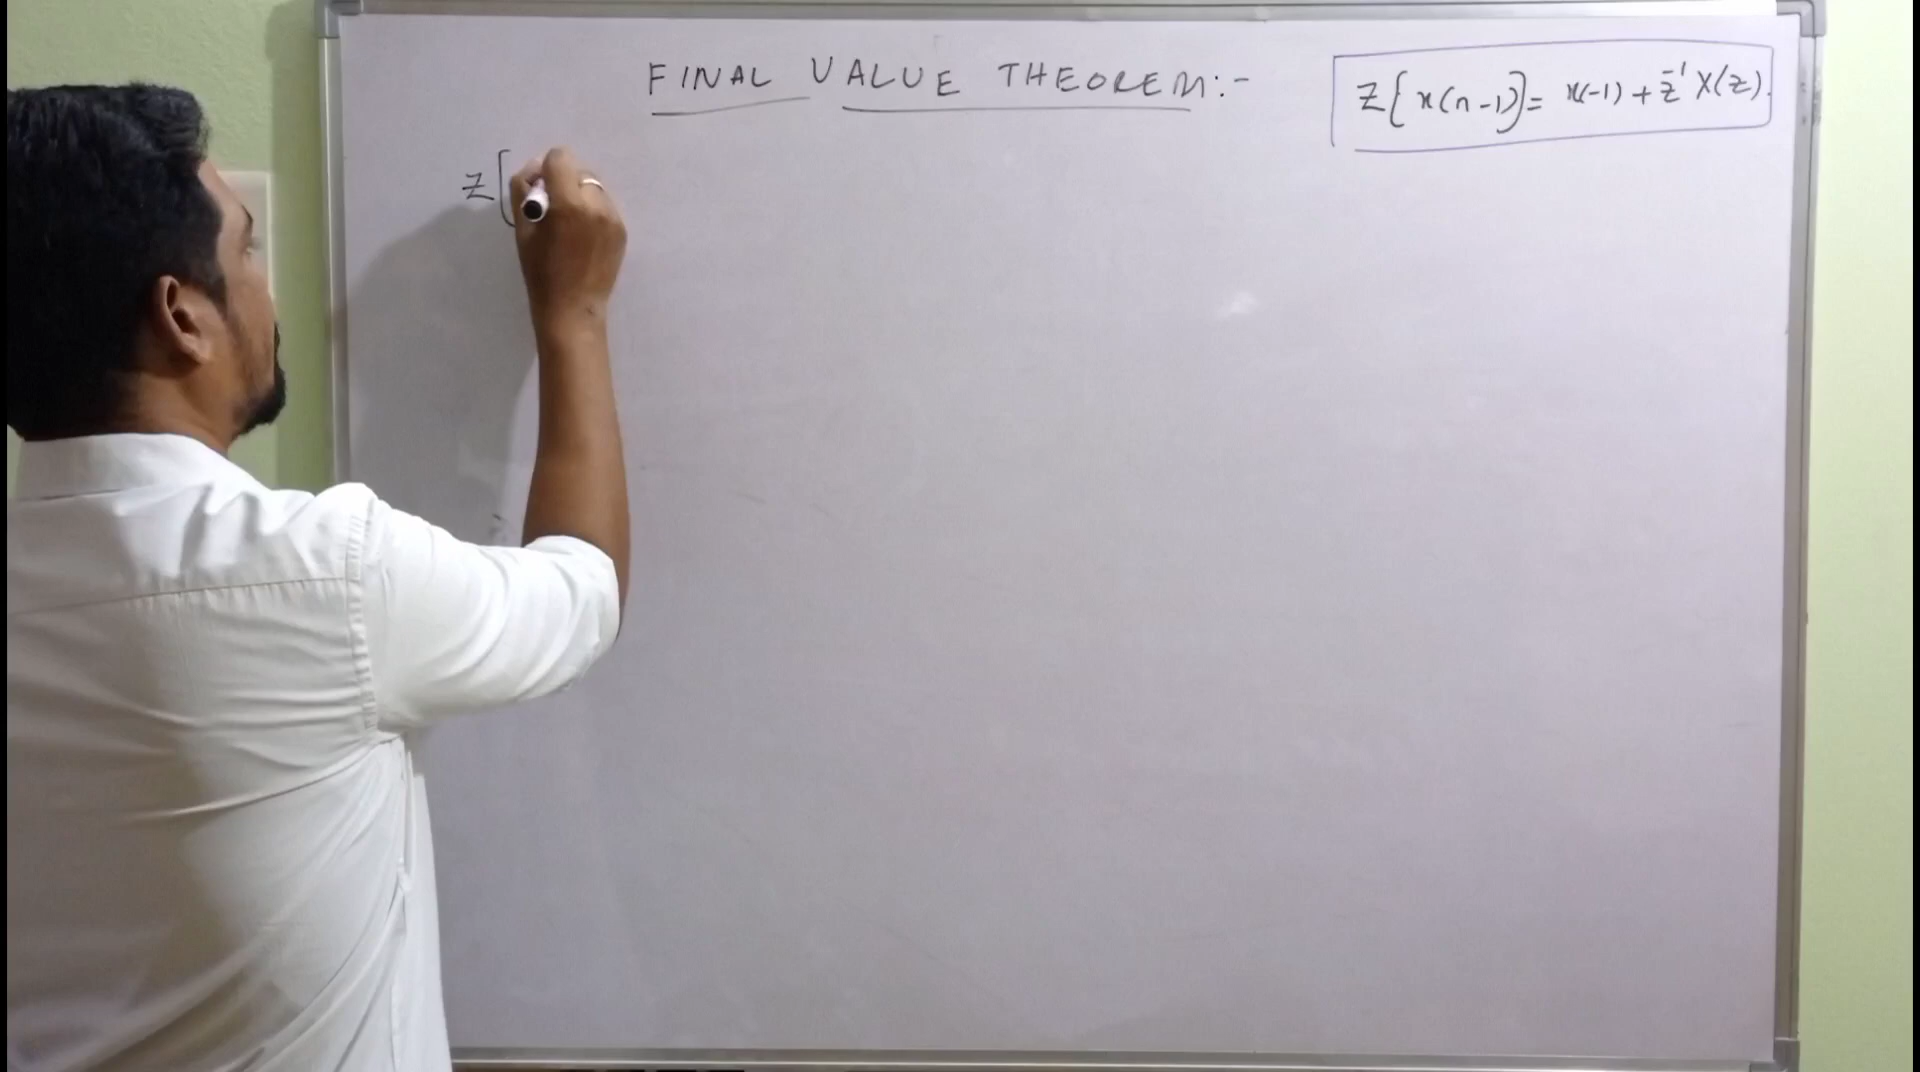 FINAL VALUE THEOREM:-
Z{x(n-1)}= x(-1) + z⁻¹ X(z).
Z[